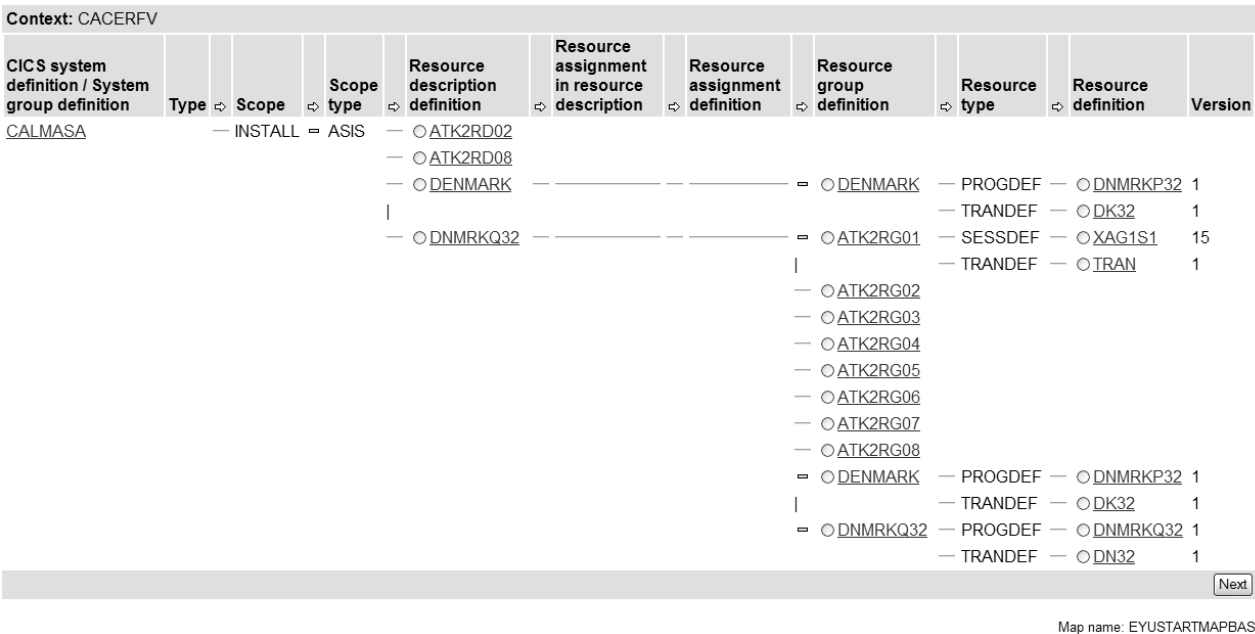 Context: CACERFV
CICS system definition / System group definition Type ⇨ Scope ⇨ Scope type ⇨ Resource description definition ⇨ Resource assignment in resource description ⇨ Resource assignment definition ⇨ Resource group definition ⇨ Resource type ⇨ Resource definition Version
CALMASA INSTALL ASIS ATK2RD02
ATK2RD08
DENMARK DENMARK PROGDEF DNMRKP32 1
TRANDEF DK32 1
DNMRKQ32 ATK2RG01 SESSDEF XAG1S1 15
TRANDEF TRAN 1
ATK2RG02
ATK2RG03
ATK2RG04
ATK2RG05
ATK2RG06
ATK2RG07
ATK2RG08
DENMARK PROGDEF DNMRKP32 1
TRANDEF DK32 1
DNMRKQ32 PROGDEF DNMRKQ32 1
TRANDEF DN32 1
Next
Map name: EYUSTARTMAPBAS